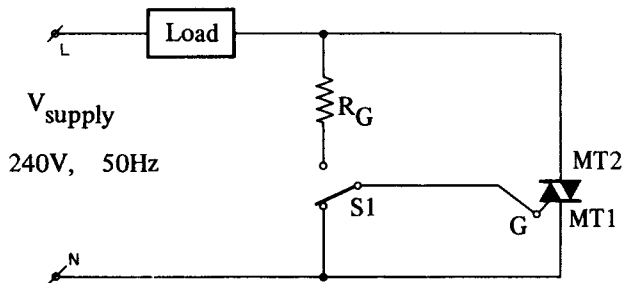 Load
L
R_G
V_supply
240V, 50Hz
MT2
S1
G
MT1
N